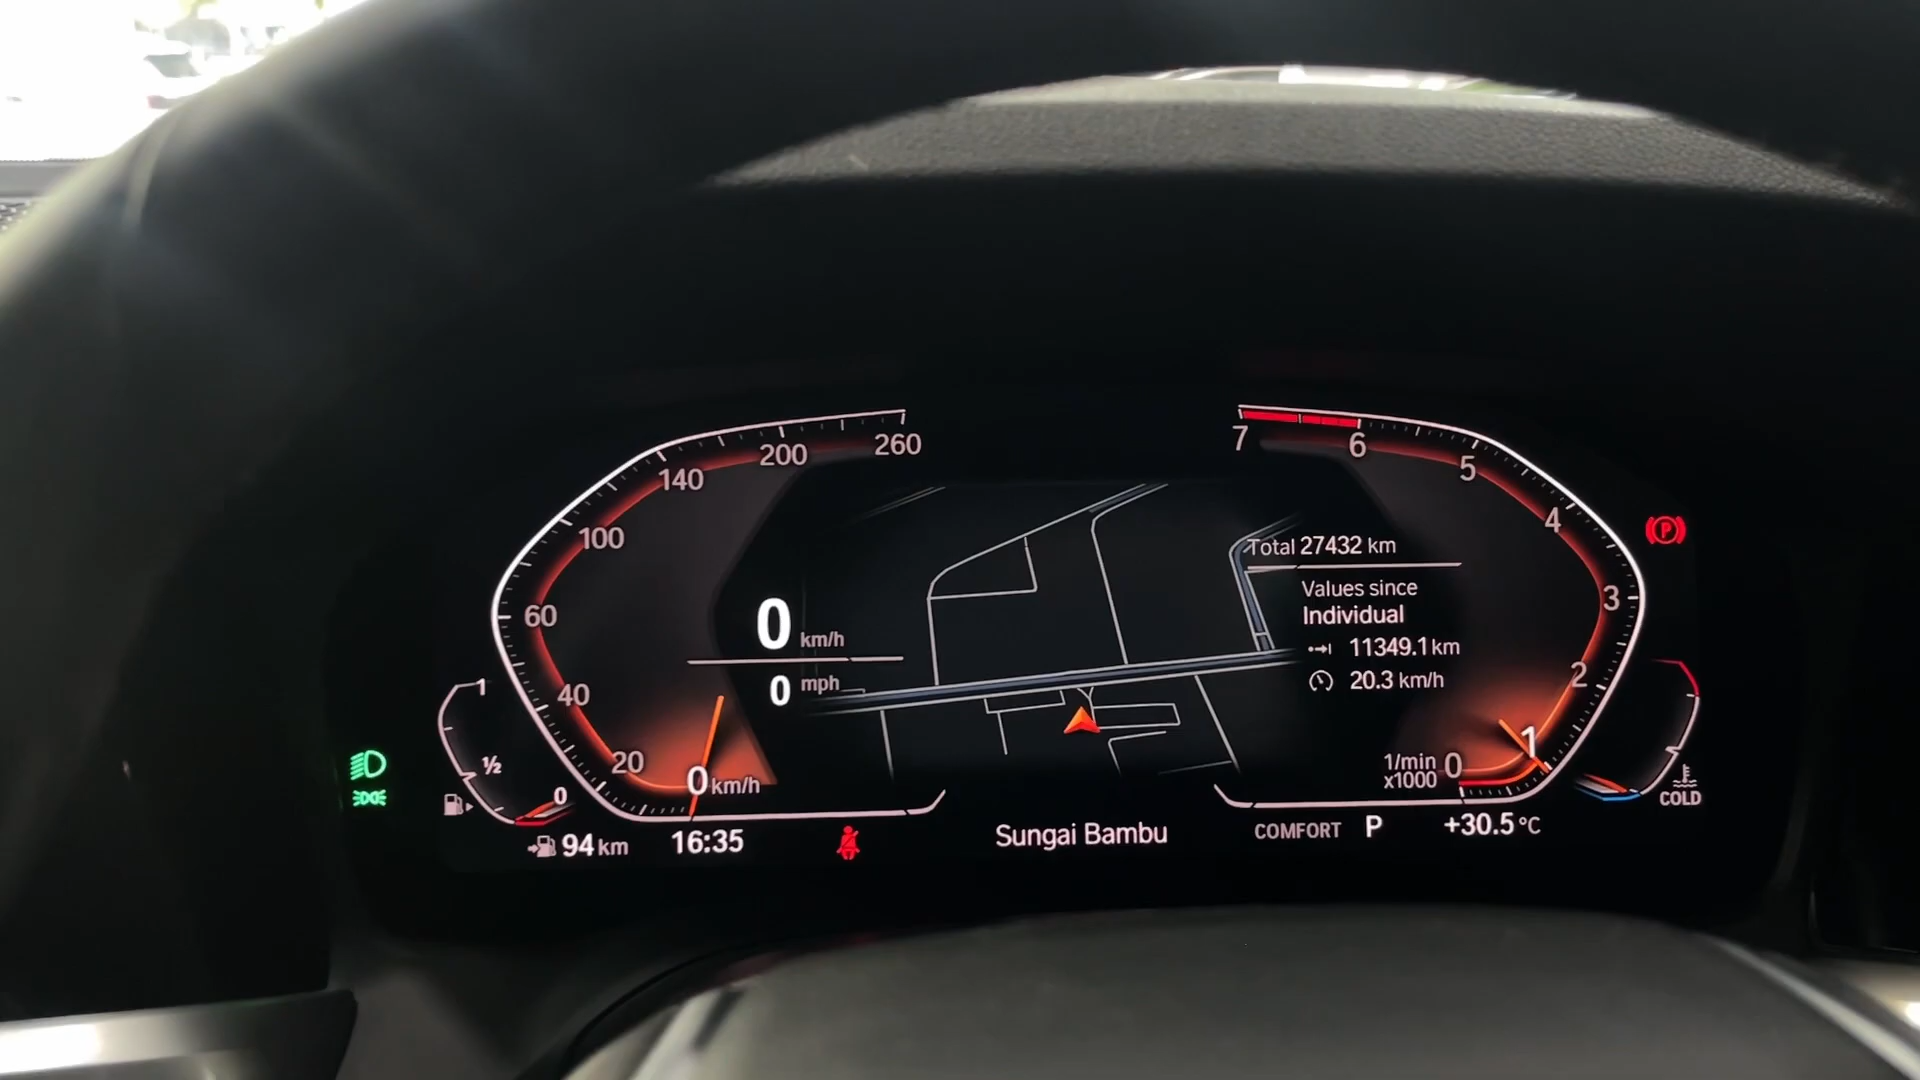 260
200
140
100
60
40
20
0 km/h
0 km/h
0 mph
7
6
5
4
3
2
1
0
1/min
x1000
Total 27432 km
Values since
Individual
11349.1 km
20.3 km/h
1
½
0
94 km
16:35
Sungai Bambu
COMFORT P
+30.5 °C
COLD
P